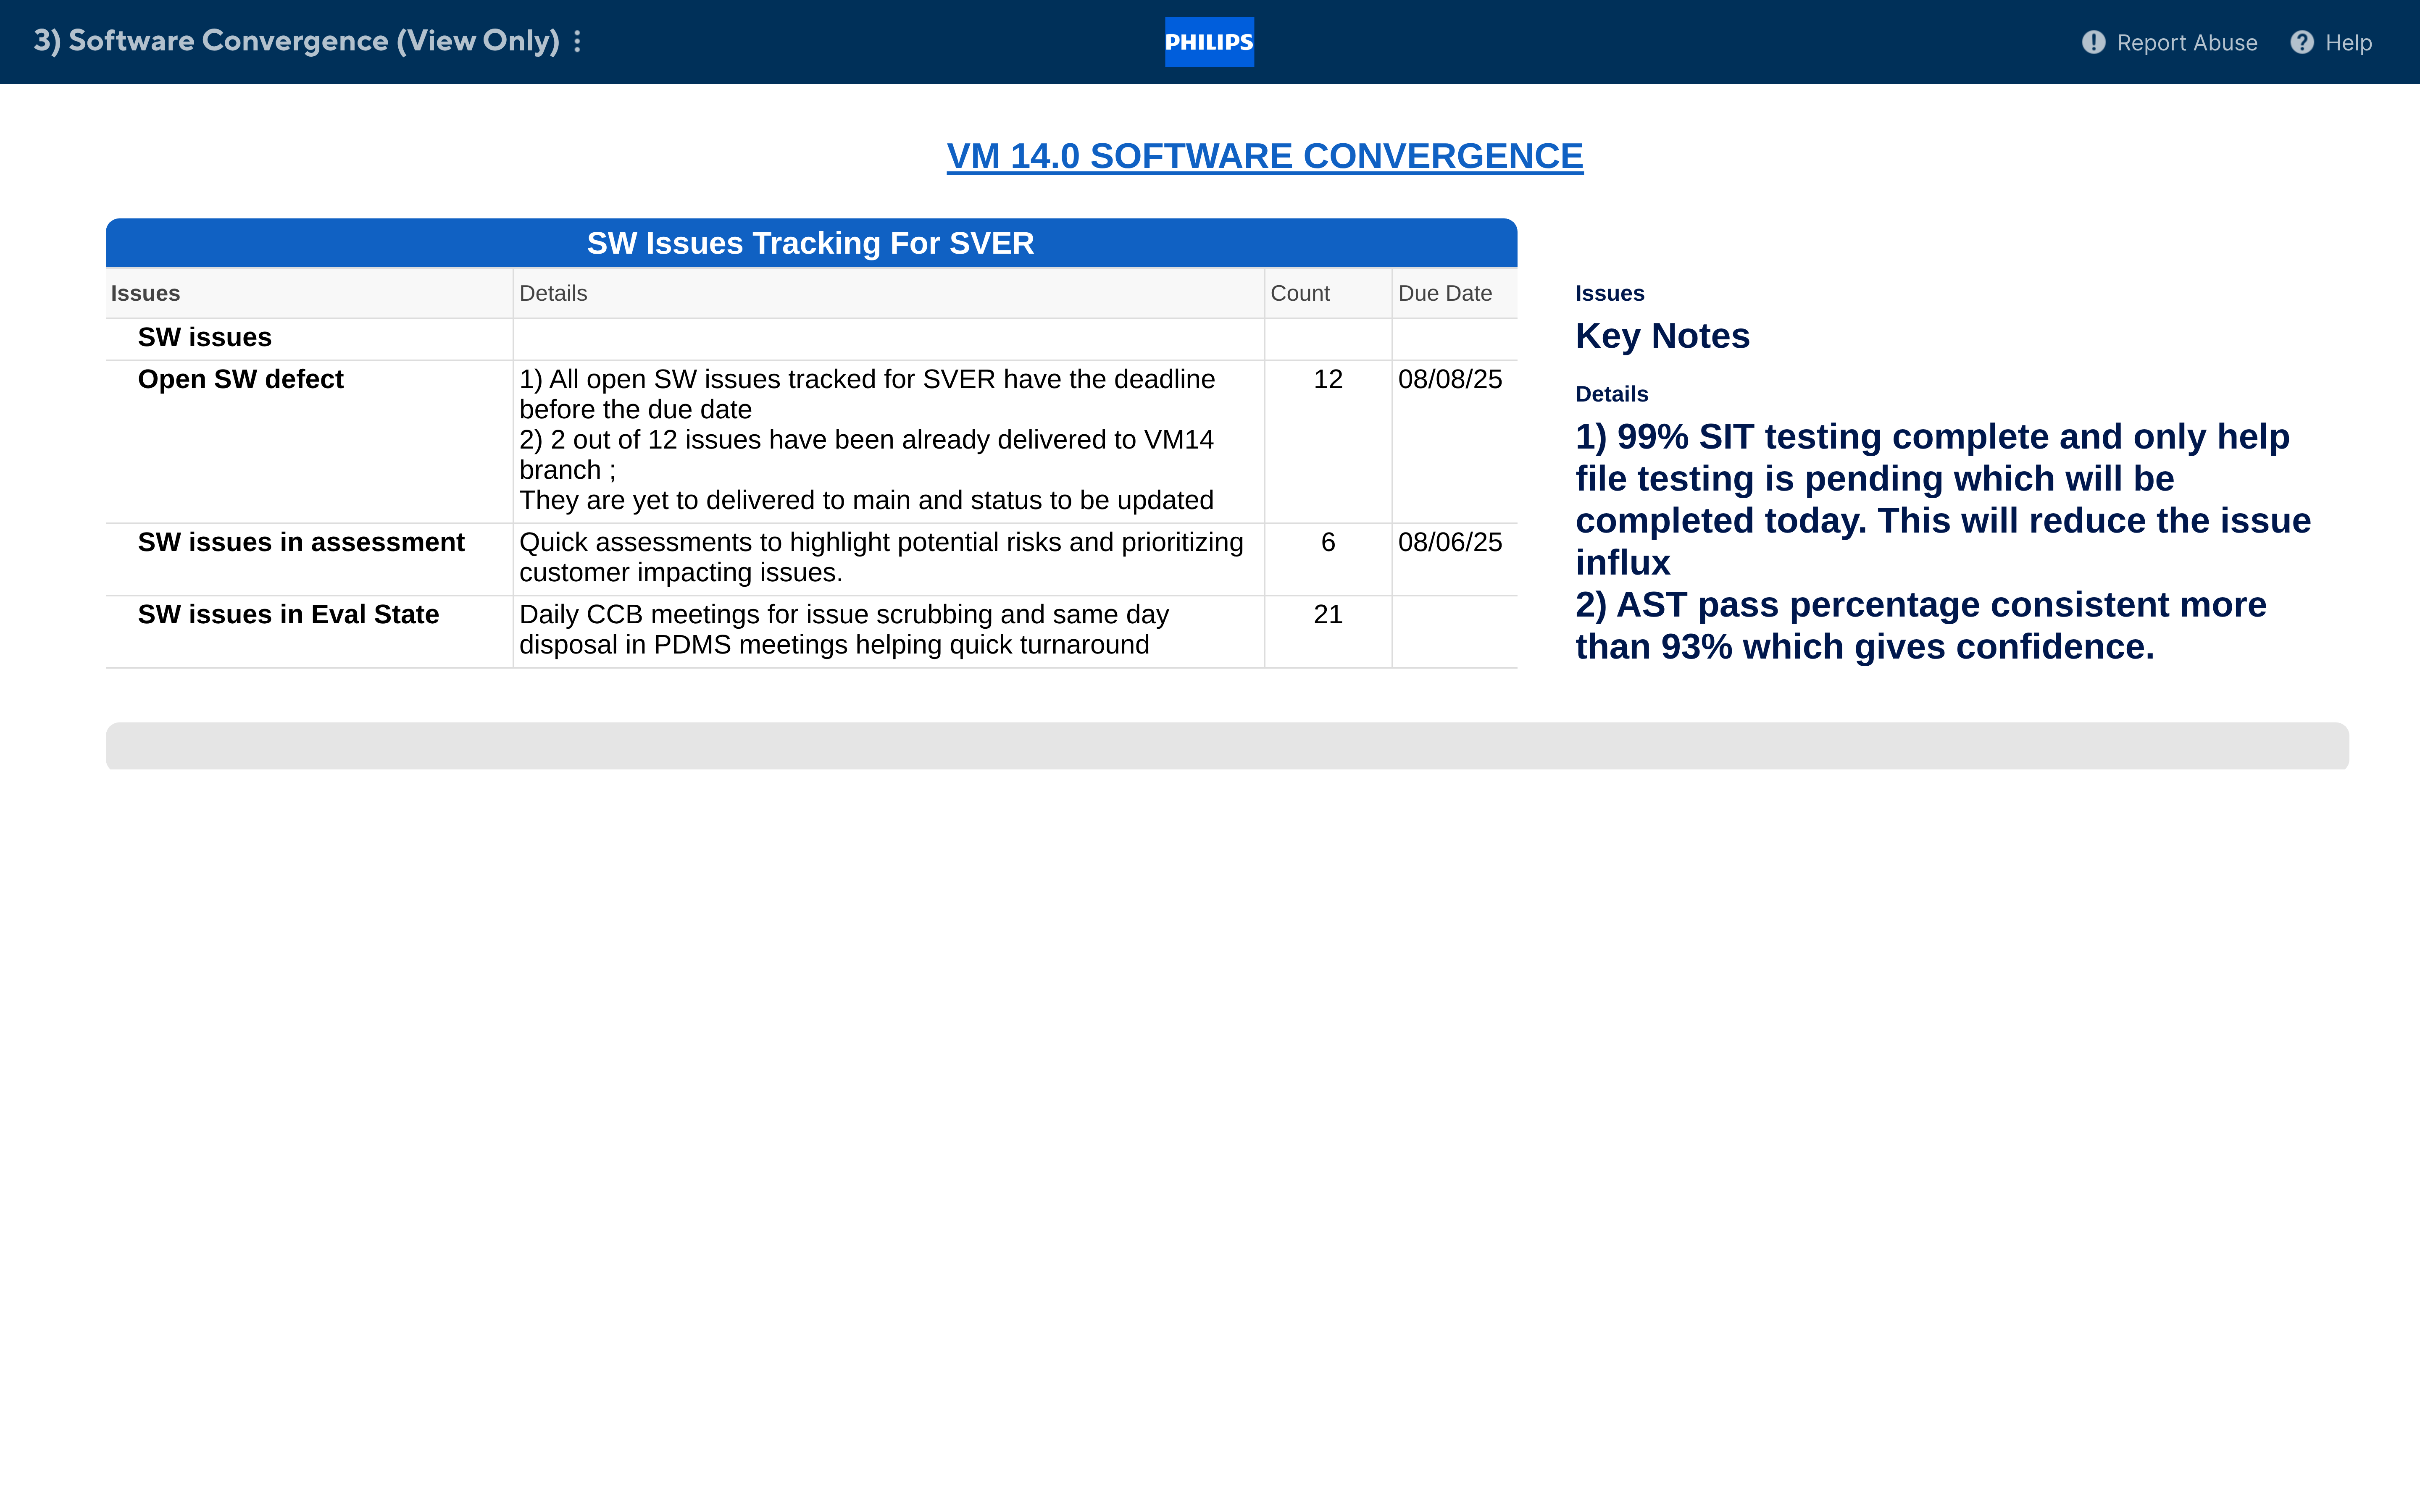 3) Software Convergence (View Only)
PHILIPS
Report Abuse
Help
VM 14.0 SOFTWARE CONVERGENCE
SW Issues Tracking For SVER
Issues
Details
Count
Due Date
SW issues
Open SW defect
1) All open SW issues tracked for SVER have the deadline
before the due date
2) 2 out of 12 issues have been already delivered to VM14
branch ;
They are yet to delivered to main and status to be updated
12
08/08/25
SW issues in assessment
Quick assessments to highlight potential risks and prioritizing
customer impacting issues.
6
08/06/25
SW issues in Eval State
Daily CCB meetings for issue scrubbing and same day
disposal in PDMS meetings helping quick turnaround
21
Issues
Key Notes
Details
1) 99% SIT testing complete and only help
file testing is pending which will be
completed today. This will reduce the issue
influx
2) AST pass percentage consistent more
than 93% which gives confidence.